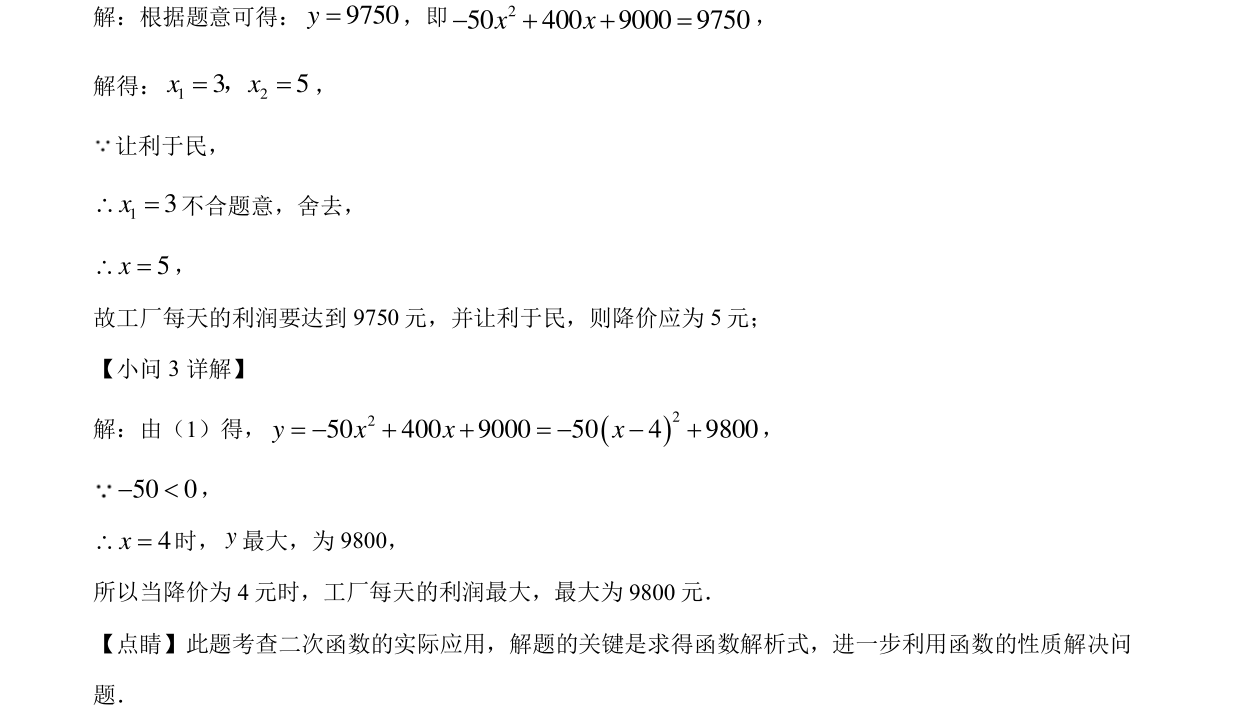 解：根据题意可得： y＝9750，即 −50x²＋400x＋9000＝9750，
解得： x₁＝3，x₂＝5，
∵让利于民，
∴x₁＝3 不合题意，舍去，
∴x＝5，
故工厂每天的利润要达到 9750 元，并让利于民，则降价应为 5 元；
【小问 3 详解】
解：由（1）得， y＝−50x²＋400x＋9000＝−50(x−4)²＋9800，
∵−50＜0，
∴x＝4时， y 最大，为 9800，
所以当降价为 4 元时，工厂每天的利润最大，最大为 9800 元．
【点睛】此题考查二次函数的实际应用，解题的关键是求得函数解析式，进一步利用函数的性质解决问
题．